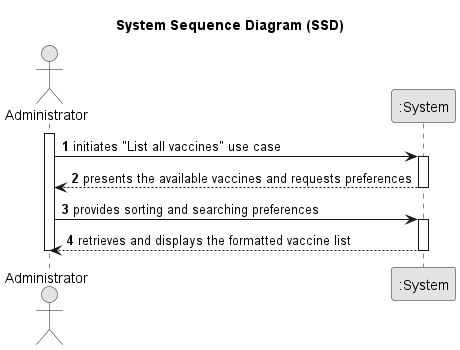 System Sequence Diagram (SSD)
Administrator
:System
1 initiates "List all vaccines" use case
2 presents the available vaccines and requests preferences
3 provides sorting and searching preferences
4 retrieves and displays the formatted vaccine list
Administrator
:System